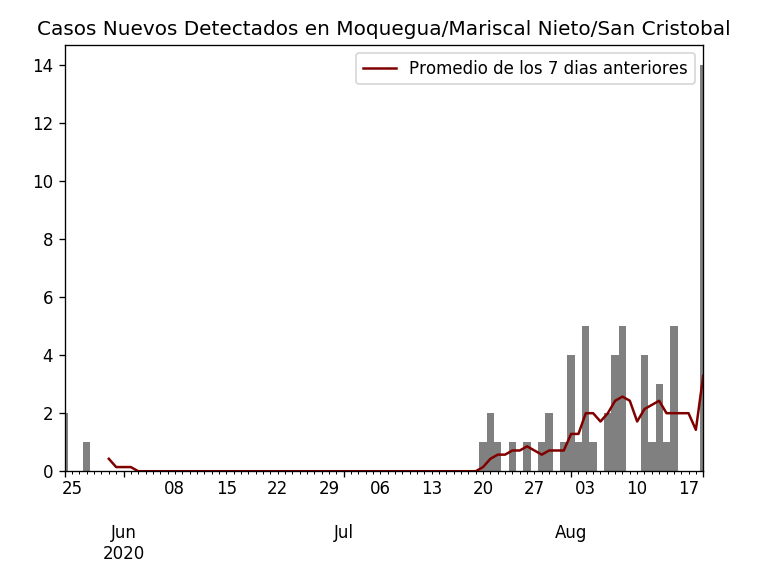 Casos Nuevos Detectados en Moquegua/Mariscal Nieto/San Cristobal
Promedio de los 7 dias anteriores
14
12
10
8
6
4
2
0
25 08 15 22 29 06 13 20 27 03 10 17
Jun Jul Aug
2020